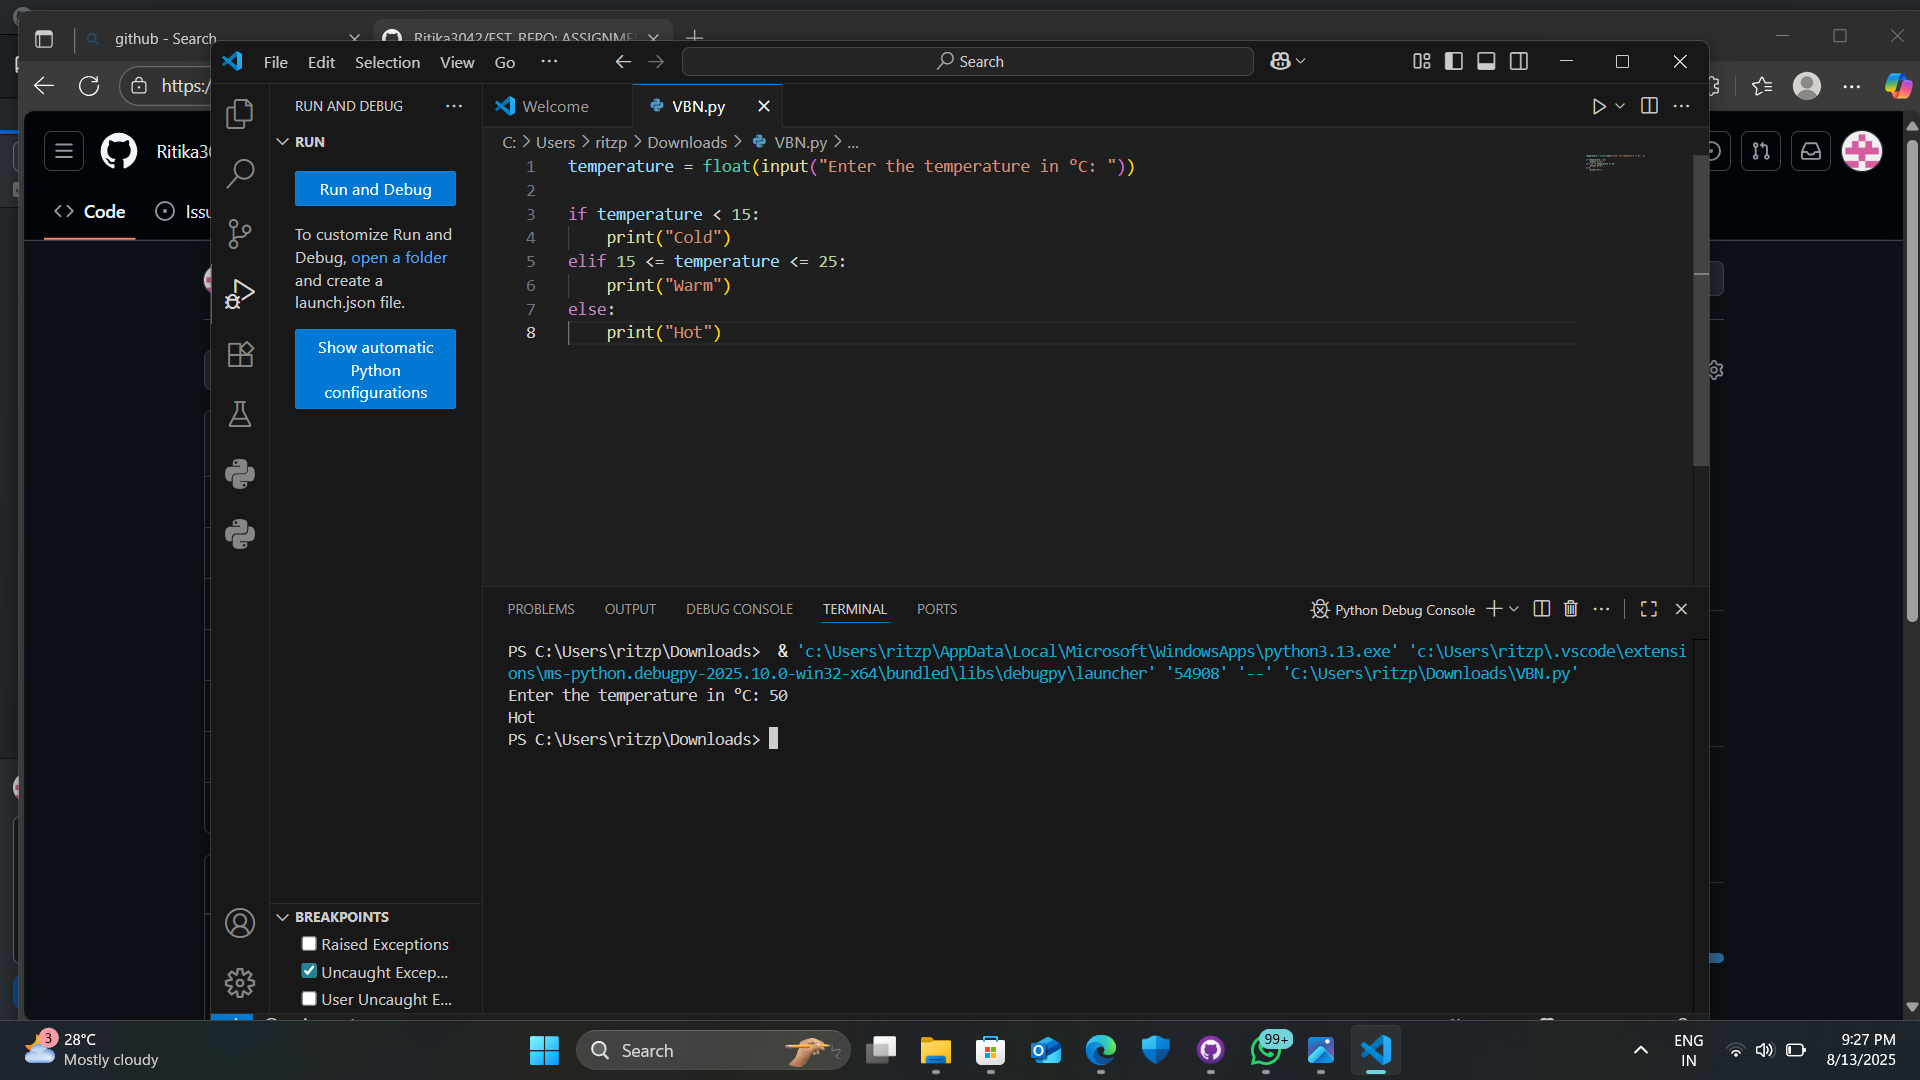 github - Search
Ritika3042/FST_REPO: ASSIGNME
https:/
File Edit Selection View Go
Search
Ritika30
Code
Issu
RUN AND DEBUG
RUN
Run and Debug
To customize Run and
Debug, open a folder
and create a
launch.json file.
Show automatic
Python
configurations
BREAKPOINTS
Raised Exceptions
Uncaught Excep...
User Uncaught E...
Welcome
VBN.py
C: > Users > ritzp > Downloads > VBN.py > ...
1 temperature = float(input("Enter the temperature in °C: "))
2
3 if temperature < 15:
4 print("Cold")
5 elif 15 <= temperature <= 25:
6 print("Warm")
7 else:
8 print("Hot")
PROBLEMS OUTPUT DEBUG CONSOLE TERMINAL PORTS
Python Debug Console
PS C:\Users\ritzp\Downloads>  & 'c:\Users\ritzp\AppData\Local\Microsoft\WindowsApps\python3.13.exe' 'c:\Users\ritzp\.vscode\extensi
ons\ms-python.debugpy-2025.10.0-win32-x64\bundled\libs\debugpy\launcher' '54908' '--' 'C:\Users\ritzp\Downloads\VBN.py'
Enter the temperature in °C: 50
Hot
PS C:\Users\ritzp\Downloads>
3
28°C
Mostly cloudy
Search
99+
ENG
IN
9:27 PM
8/13/2025